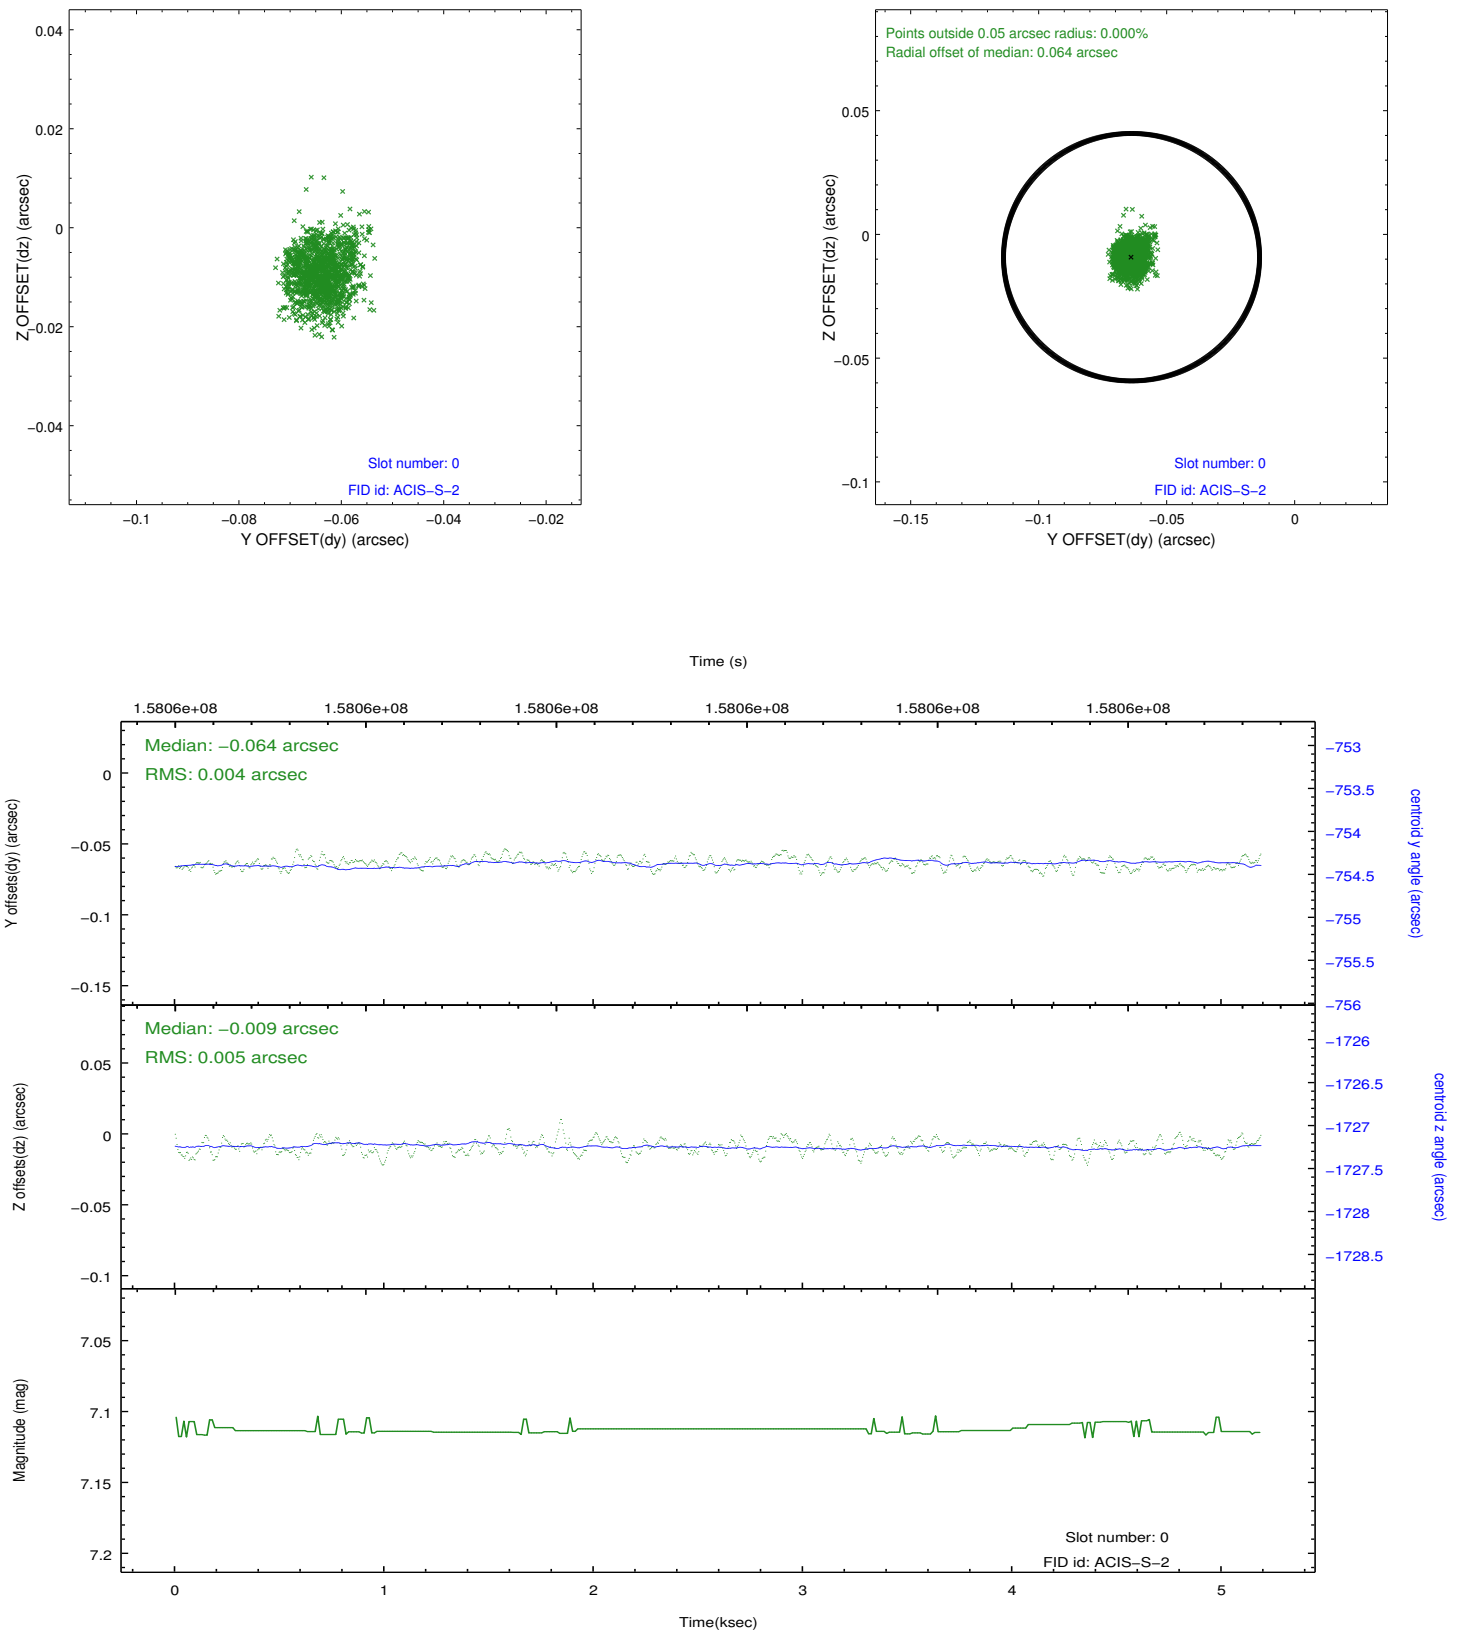 0.04
0.02
0
−0.02
−0.04
Z OFFSET(dz) (arcsec)
Slot number: 0
FID id: ACIS−S−2
−0.1
−0.08
−0.06
−0.04
−0.02
Y OFFSET(dy) (arcsec)
Points outside 0.05 arcsec radius: 0.000%
Radial offset of median: 0.064 arcsec
0.05
0
−0.05
−0.1
Z OFFSET(dz) (arcsec)
Slot number: 0
FID id: ACIS−S−2
−0.15
−0.1
−0.05
0
Y OFFSET(dy) (arcsec)
Time (s)
1.5806e+08
1.5806e+08
1.5806e+08
1.5806e+08
1.5806e+08
1.5806e+08
Median: −0.064 arcsec
RMS: 0.004 arcsec
0
−0.05
−0.1
−0.15
Y offsets(dy) (arcsec)
−753
−753.5
−754
−754.5
−755
−755.5
−756
centroid y angle (arcsec)
Median: −0.009 arcsec
RMS: 0.005 arcsec
0.05
0
−0.05
−0.1
Z offsets(dz) (arcsec)
−1726
−1726.5
−1727
−1727.5
−1728
−1728.5
centroid z angle (arcsec)
7.05
7.1
7.15
7.2
Magnitude (mag)
Slot number: 0
FID id: ACIS−S−2
0
1
2
3
4
5
Time(ksec)